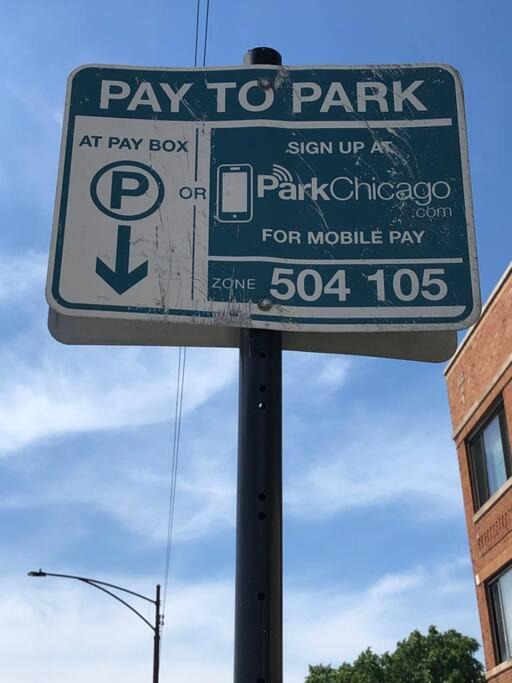 PAY TO PARK
AT PAY BOX
P
OR
SIGN UP AT
ParkChicago
.com
FOR MOBILE PAY
ZONE 504 105